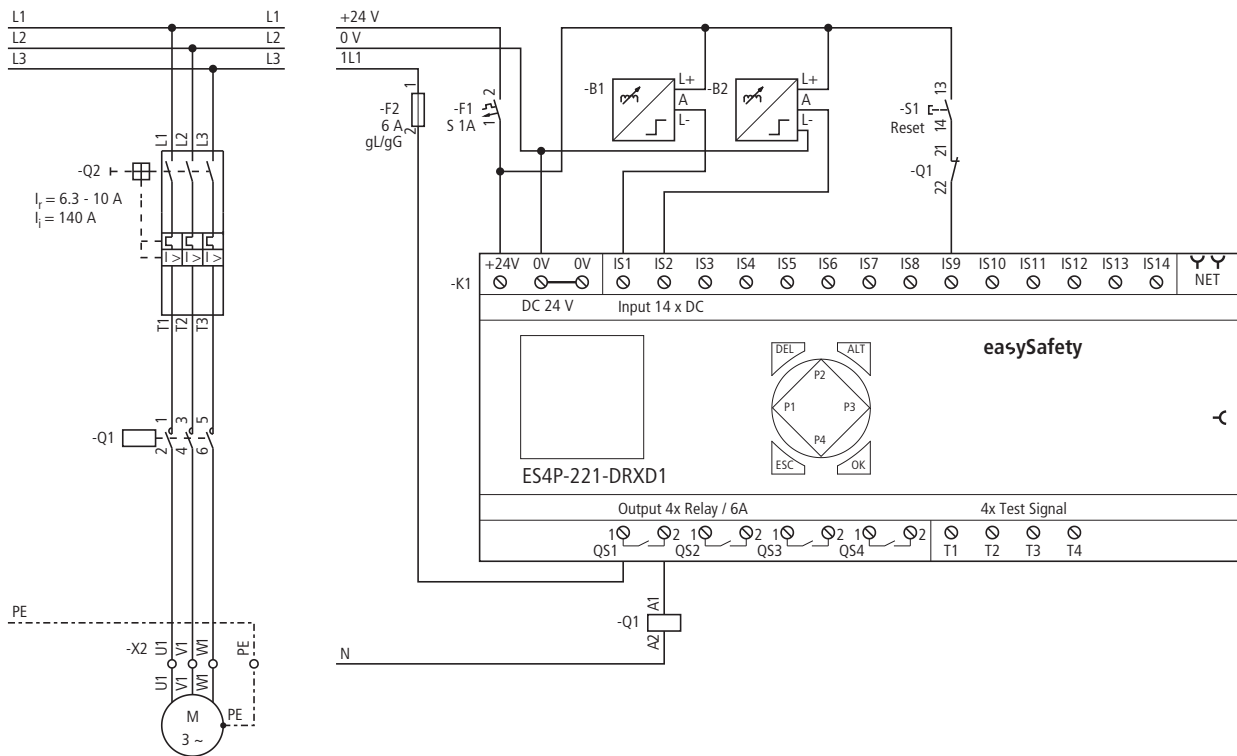 L1 L1
L2 L2
L3 L3
+24 V
0 V
1L1
-F2
6 A
gL/gG
1
2
-F1
S 1A
2
1
-B1
L+
A
L-
-B2
L+
A
L-
-S1
Reset
13
14
-Q1
21
22
L1 L2 L3
-Q2
Ir = 6.3 - 10 A
Ii = 140 A
I > I > I >
T1 T2 T3
-Q1
1 3 5
2 4 6
PE
-X2
U1 V1 W1 PE
U1 V1 W1
M
3 ~
PE
-K1
+24V 0V 0V IS1 IS2 IS3 IS4 IS5 IS6 IS7 IS8 IS9 IS10 IS11 IS12 IS13 IS14
NET
DC 24 V Input 14 x DC
easySafety
DEL ALT
P2
P1 P3
P4
ESC OK
ES4P-221-DRXD1
Output 4x Relay / 6A 4x Test Signal
1 2 1 2 1 2 1 2
QS1 QS2 QS3 QS4 T1 T2 T3 T4
-Q1
A1
A2
N